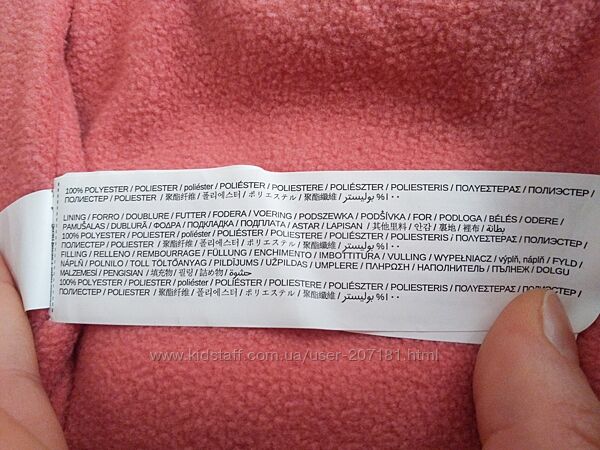 100% POLYESTER / POLIESTER / poliéster / POLIÉSTER / POLIESTERE / POLIÉSZTER / POLIESTERIS / ΠΟΛΥΕΣΤΕΡΑΣ / ПОЛИЭСТЕР /
ПОЛИЕСТЕР / POLIESTER / 聚酯纤维 / 폴리에스터 / ポリエステル / 聚酯纖維 / بوليستر %١٠٠
LINING / FORRO / DOUBLURE / FUTTER / FODERA / VOERING / PODSZEWKA / PODŠÍVKA / FOR / PODLOGA / BÉLÉS / ODERE /
PAMUŠALAS / DUBLURĂ / ΦΟΔΡΑ / ПОДКЛАДКА / ПОДПЛАТА / ASTAR / LAPISAN / 其他里料 / 안감 / 裏地 / 裡布 / بطانة
100% POLYESTER / POLIESTER / poliéster / POLIÉSTER / POLIESTERE / POLIÉSZTER / POLIESTERIS / ΠΟΛΥΕΣΤΕΡΑΣ / ПОЛИЭСТЕР /
ПОЛИЕСТЕР / POLIESTER / 聚酯纤维 / 폴리에스터 / ポリエステル / 聚酯纖維 / بوليستر %١٠٠
FILLING / RELLENO / REMBOURRAGE / FÜLLUNG / ENCHIMENTO / IMBOTTITURA / VULLING / WYPEŁNIACZ / výplň, náplň / FYLD /
NÁPLŇ / POLNILO / TOLL TÖLTŐANYAG / PILDĪJUMS / UŽPILDAS / UMPLERE / ΠΛΗΡΩΣΗ / НАПОЛНИТЕЛЬ / ПЪЛНЕЖ / DOLGU
MALZEMESI / PENGISIAN / 填充物 / 필링 / 詰め物 / حشوة
100% POLYESTER / POLIESTER / poliéster / POLIÉSTER / POLIESTERE / POLIÉSZTER / POLIESTERIS / ΠΟΛΥΕΣΤΕΡΑΣ / ПОЛИЭСТЕР /
ПОЛИЕСТЕР / POLIESTER / 聚酯纤维 / 폴리에스터 / ポリエステル / 聚酯纖維 / بوليستر %١٠٠
www.kidstaff.com.ua/user-207181.html